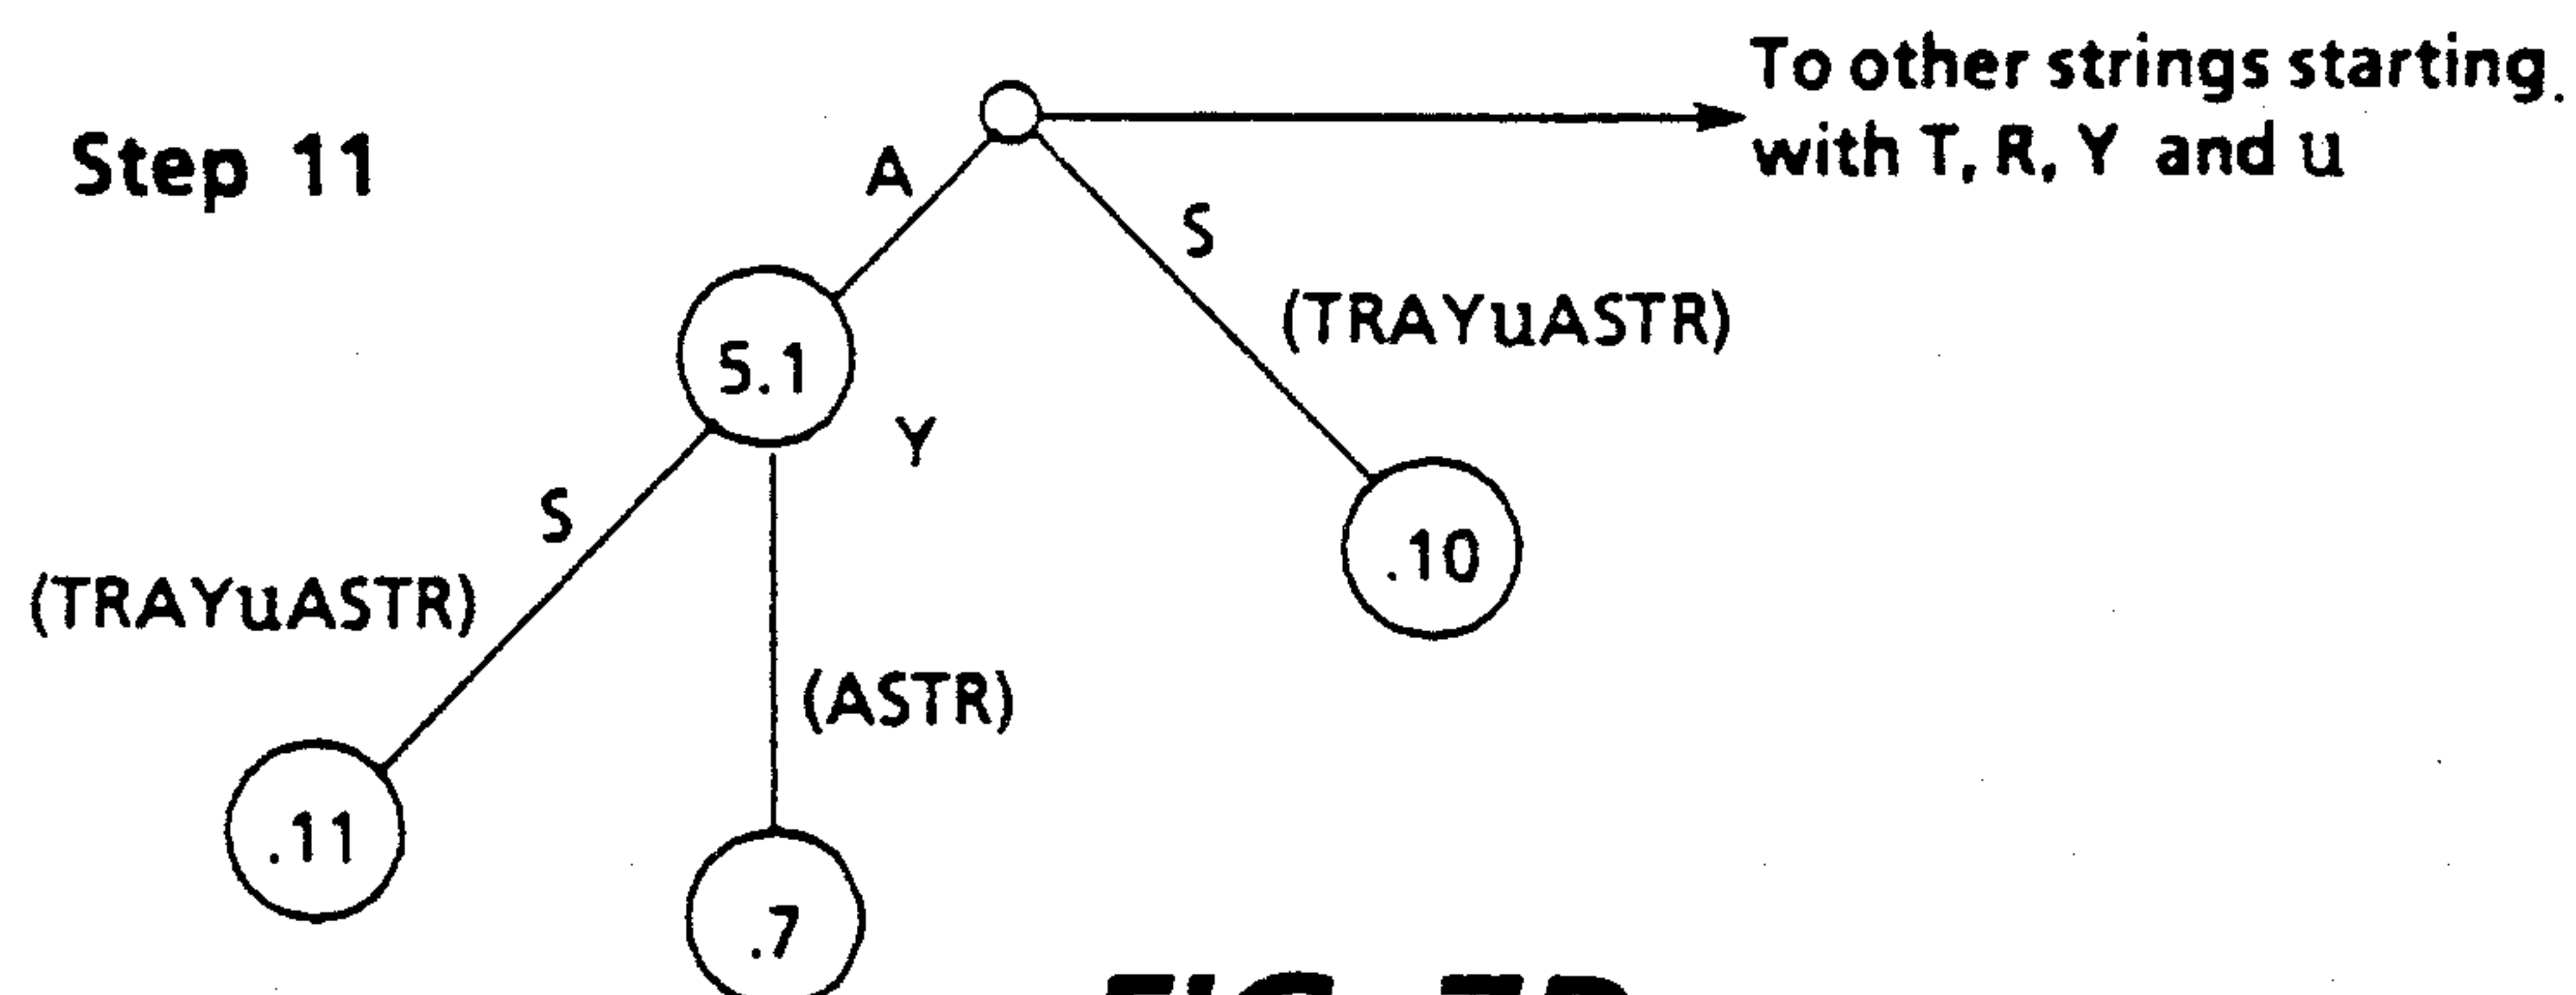 To other strings starting
with T, R, Y and u
Step 11
A
S
(TRAYuASTR)
5.1
Y
S
.10
(TRAYuASTR)
(ASTR)
.11
.7